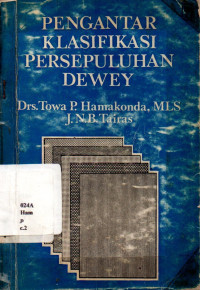 PENGANTAR
KLASIFIKASI
PERSEPULUHAN
DEWEY
Drs. Towa P. Hamakonda, MLS
J.N.B. Tairas
024A
Ham
p
c.2